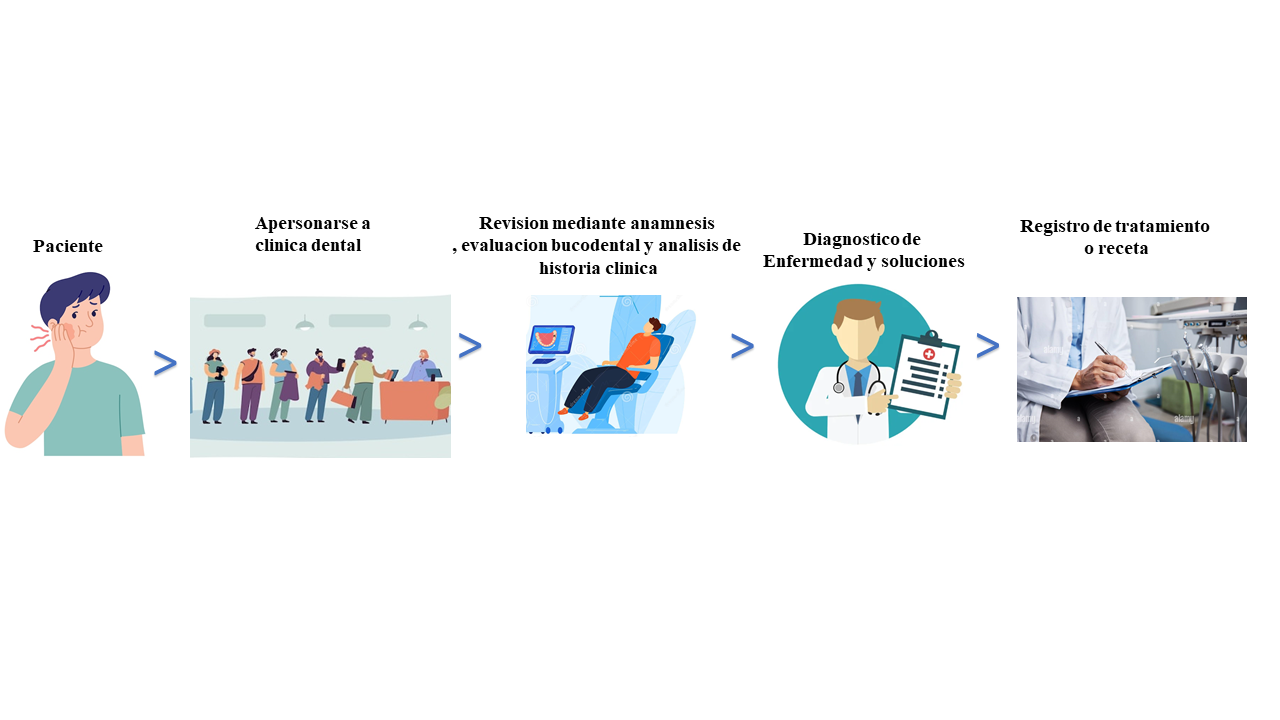 Paciente
Apersonarse a
clinica dental
Revision mediante anamnesis
, evaluacion bucodental y analisis de
historia clinica
Diagnostico de
Enfermedad y soluciones
Registro de tratamiento
o receta
>
>
>
>
alamy